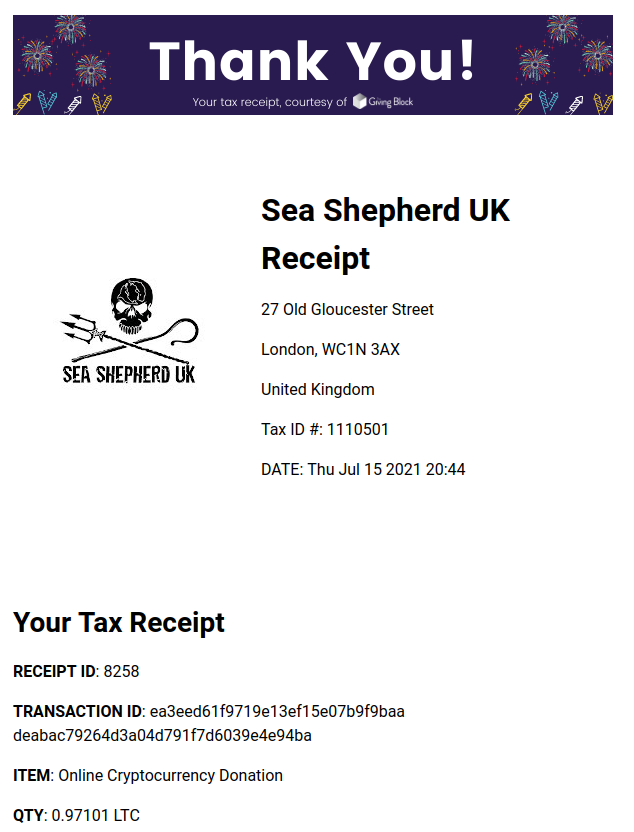 Thank You!
Your tax receipt, courtesy of Giving Block
Sea Shepherd UK
Receipt
27 Old Gloucester Street
London, WC1N 3AX
United Kingdom
Tax ID #: 1110501
DATE: Thu Jul 15 2021 20:44
SEA SHEPHERD UK
Your Tax Receipt
RECEIPT ID: 8258
TRANSACTION ID: ea3eed61f9719e13ef15e07b9f9baa
deabac79264d3a04d791f7d6039e4e94ba
ITEM: Online Cryptocurrency Donation
QTY: 0.97101 LTC